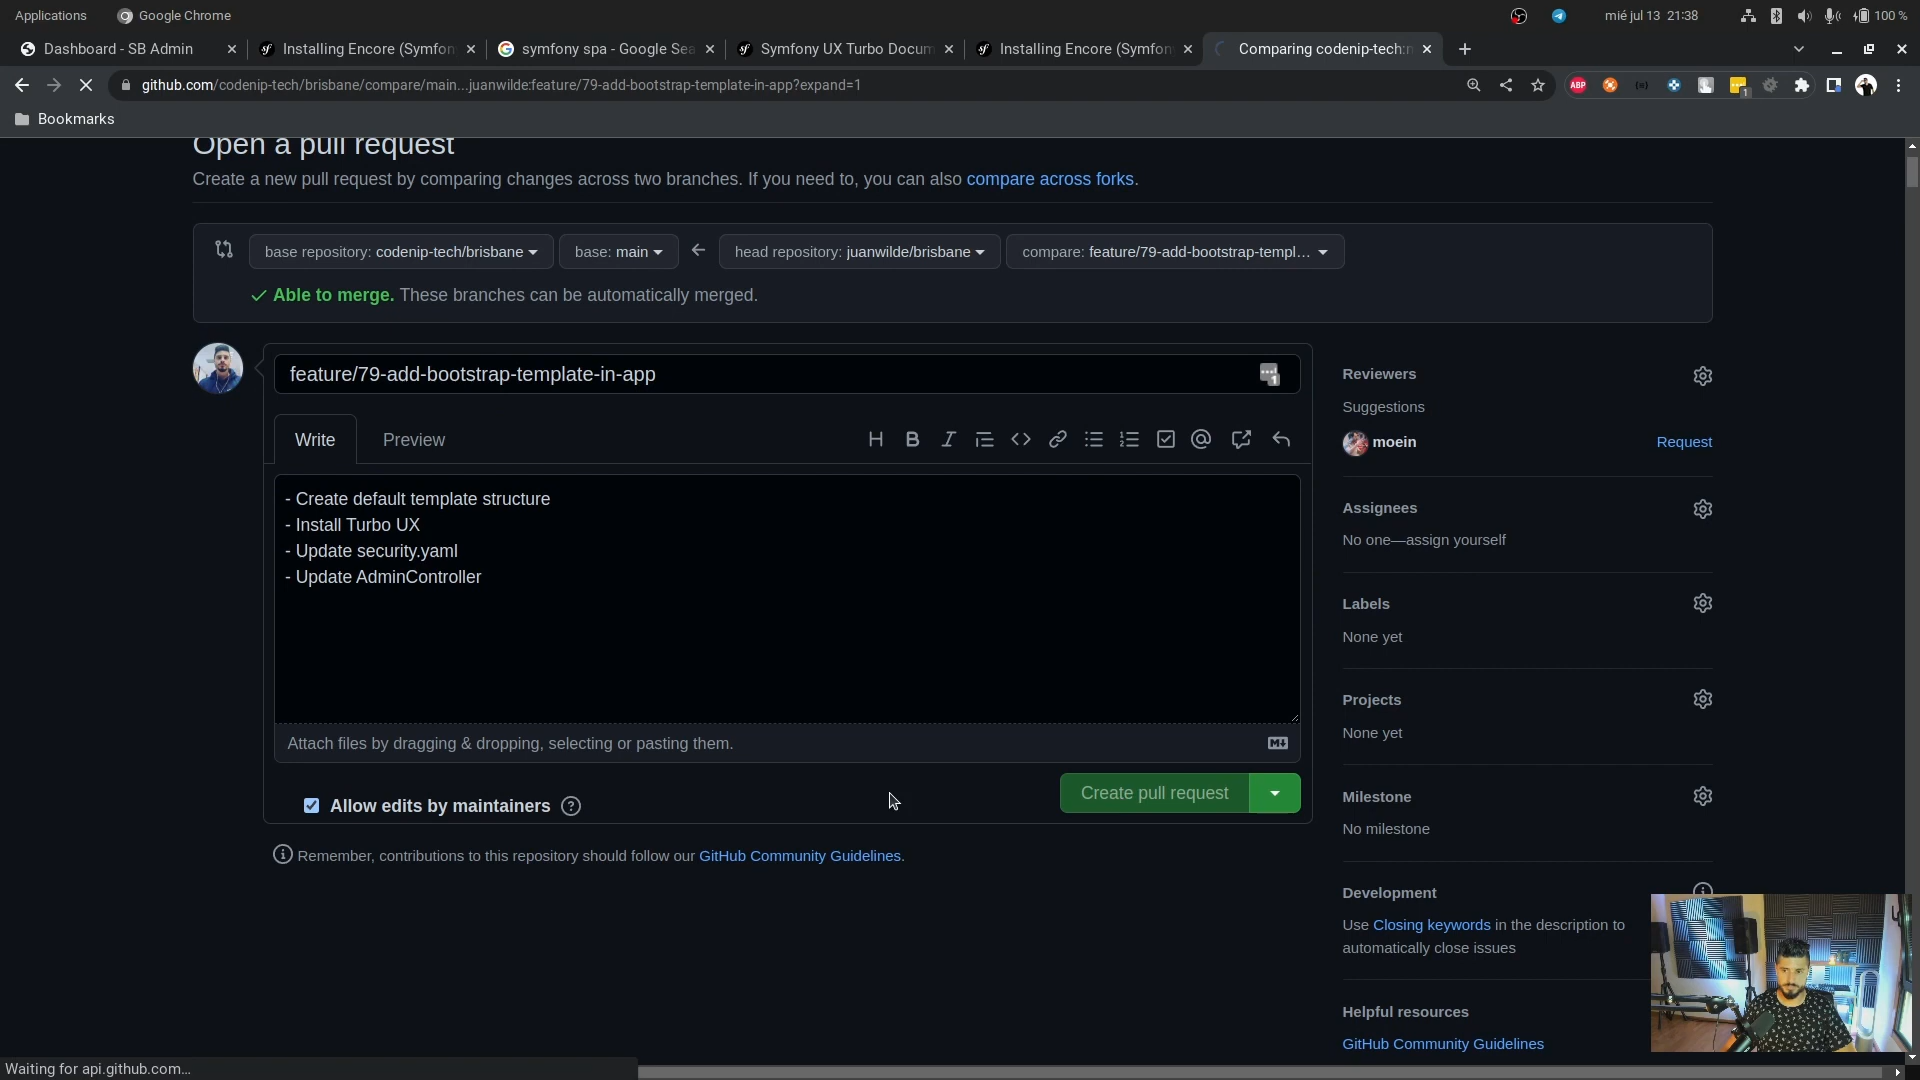 Applications
Google Chrome
mié jul 13 21:38
100 %
Dashboard - SB Admin
Installing Encore (Symfon
symfony spa - Google Sea
Symfony UX Turbo Docum
Installing Encore (Symfon
Comparing codenip-tech:
github.com/codenip-tech/brisbane/compare/main...juanwilde:feature/79-add-bootstrap-template-in-app?expand=1
ABP
1
Bookmarks
Open a pull request
Create a new pull request by comparing changes across two branches. If you need to, you can also compare across forks.
base repository: codenip-tech/brisbane
base: main
head repository: juanwilde/brisbane
compare: feature/79-add-bootstrap-templ...
Able to merge. These branches can be automatically merged.
feature/79-add-bootstrap-template-in-app
1
Write
Preview
- Create default template structure
- Install Turbo UX
- Update security.yaml
- Update AdminController
Attach files by dragging & dropping, selecting or pasting them.
Allow edits by maintainers
Create pull request
Remember, contributions to this repository should follow our GitHub Community Guidelines.
Reviewers
Suggestions
moein
Request
Assignees
No one—assign yourself
Labels
None yet
Projects
None yet
Milestone
No milestone
Development
Use Closing keywords in the description to
automatically close issues
Helpful resources
GitHub Community Guidelines
Waiting for api.github.com...